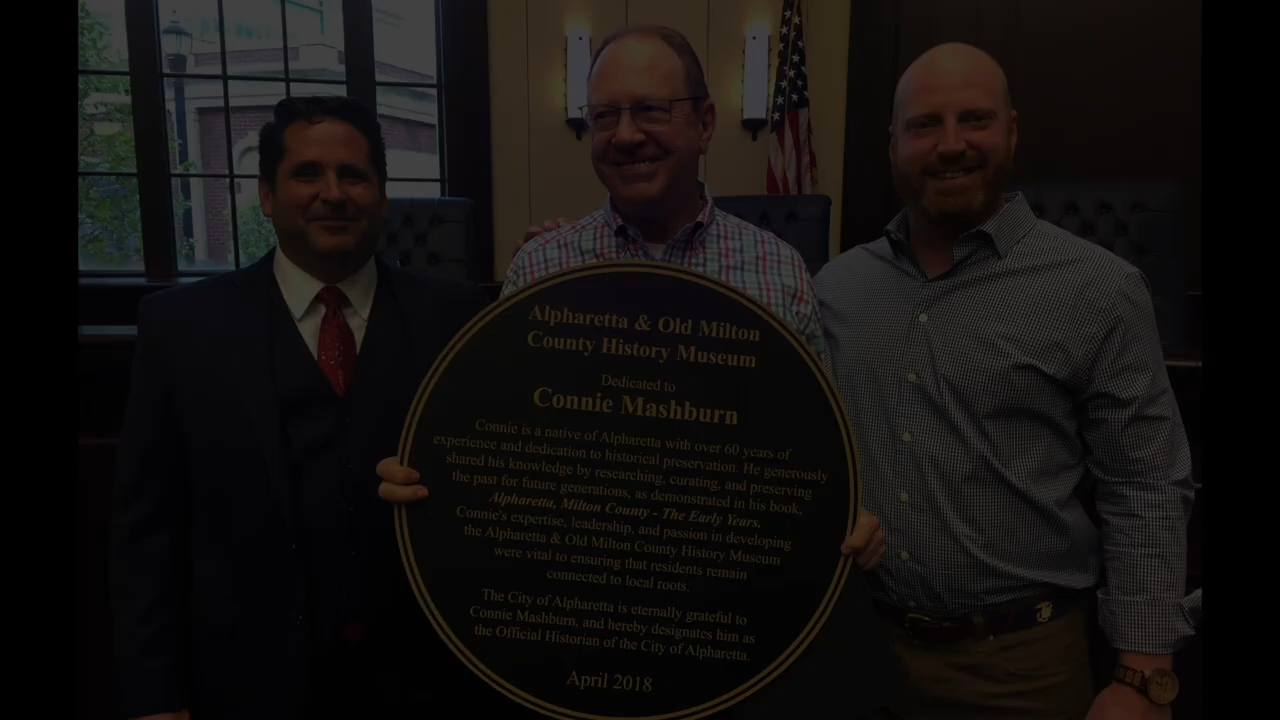 Alpharetta & Old Milton
County History Museum
Dedicated to
Connie Mashburn
Connie is a native of Alpharetta with over 60 years of
experience and dedication to historical preservation. He generously
shared his knowledge by researching, curating, and preserving
the past for future generations, as demonstrated in his book,
Alpharetta, Milton County - The Early Years.
Connie's expertise, leadership, and passion in developing
the Alpharetta & Old Milton County History Museum
were vital to ensuring that residents remain
connected to local roots.
The City of Alpharetta is eternally grateful to
Connie Mashburn, and hereby designates him as
the Official Historian of the City of Alpharetta.
April 2018